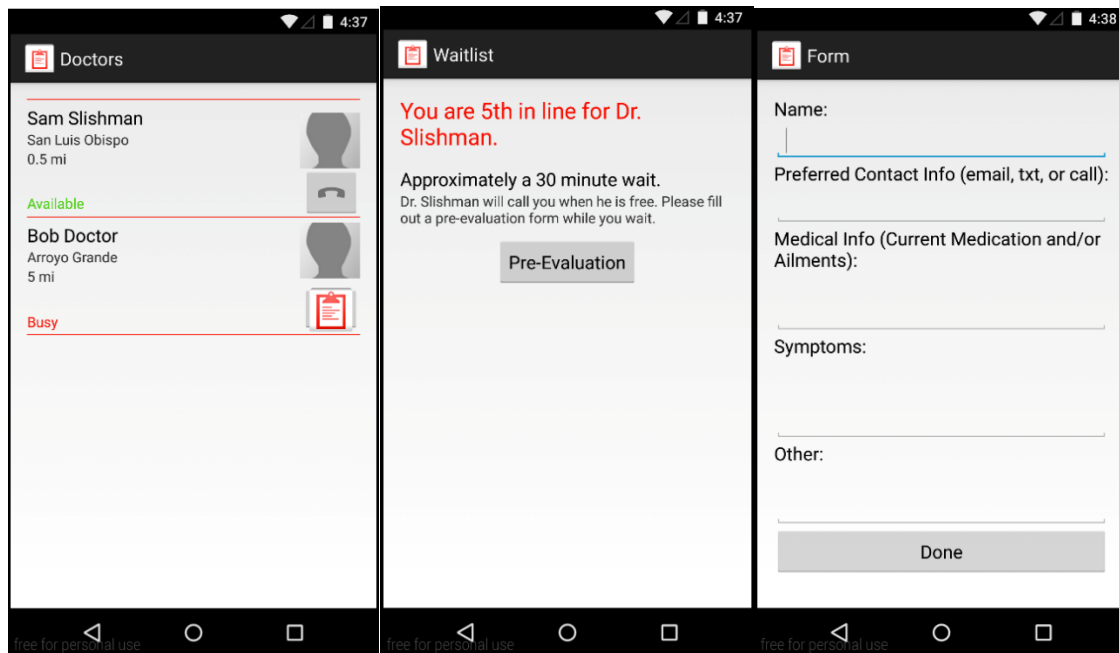 4:37
Doctors
Sam Slishman
San Luis Obispo
0.5 mi
Available
Bob Doctor
Arroyo Grande
5 mi
Busy
free for personal use
4:37
Waitlist
You are 5th in line for Dr.
Slishman.
Approximately a 30 minute wait.
Dr. Slishman will call you when he is free. Please fill
out a pre-evaluation form while you wait.
Pre-Evaluation
free for personal use
4:38
Form
Name:
Preferred Contact Info (email, txt, or call):
Medical Info (Current Medication and/or
Ailments):
Symptoms:
Other:
Done
free for personal use